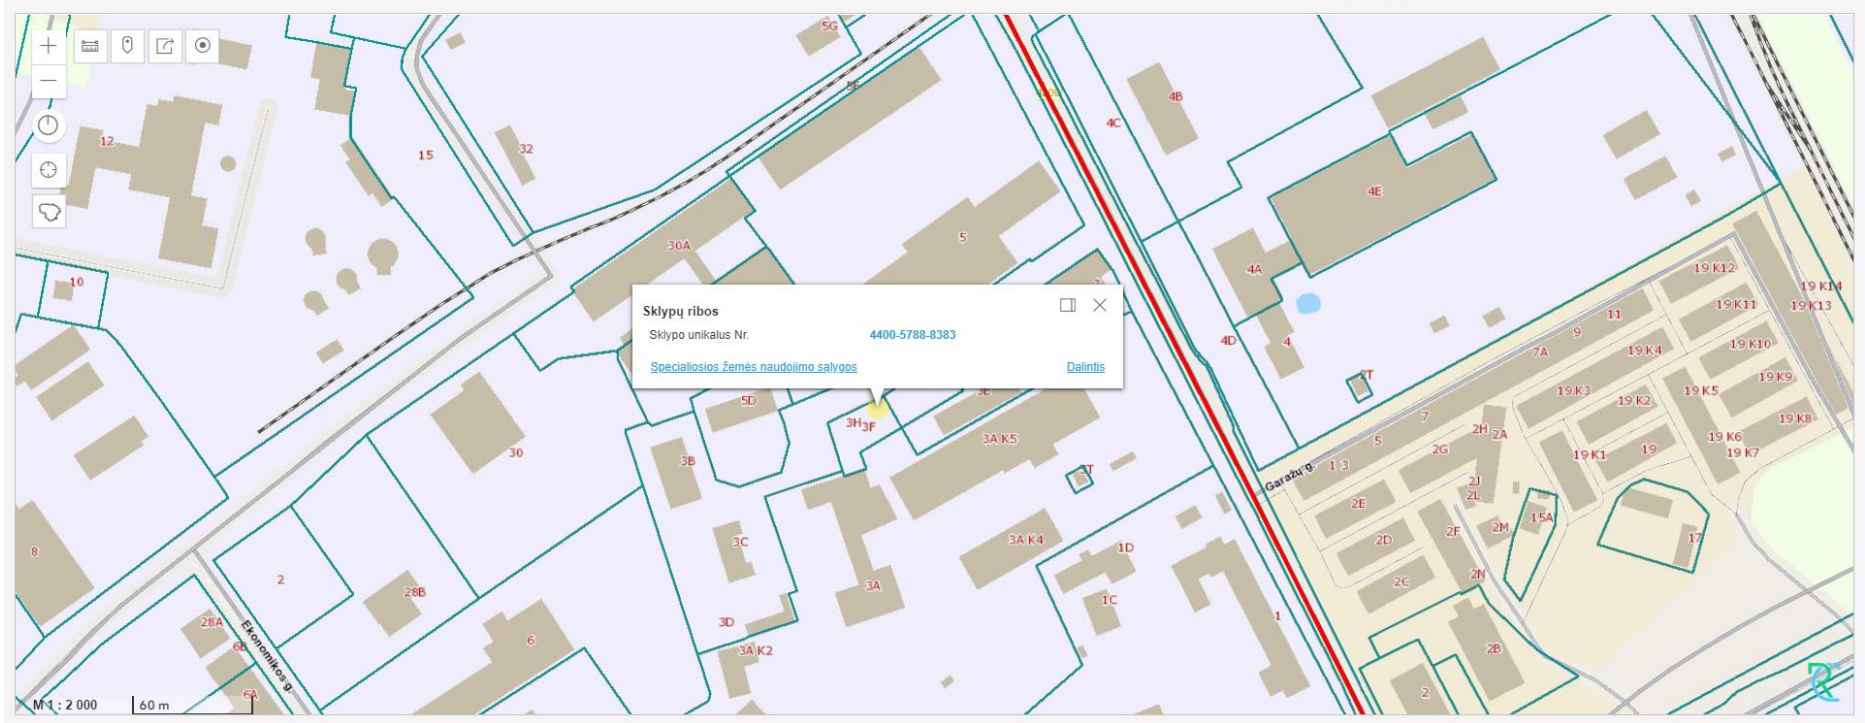 5G
5F
4B
4C
12
15
32
4E
30A
5
4A
19 K12
19 K14
19 K11
19 K13
10
11
9
4D
4
7A
19 K4
19 K10
Sklypų ribos
Sklypo unikalus Nr. 4400-5788-8383
Specialiosios žemės naudojimo sąlygos Dalintis
2T
19 K3
19 K2
19 K5
19 K9
5D
3E
3H
3F
7
19 K8
3A K5
5
2H
2A
2G
19 K6
30
3B
3T
1 3
Garažų g.
19 K1
19
19 K7
2J
2L
2E
8
3C
3A K4
1D
2D
2F
2M
15A
17
2
28B
3A
2C
2N
1C
1
28A
6B
Ekonomikos g.
6
3D
3A K2
2B
6A
2
M 1 : 2 000
60 m